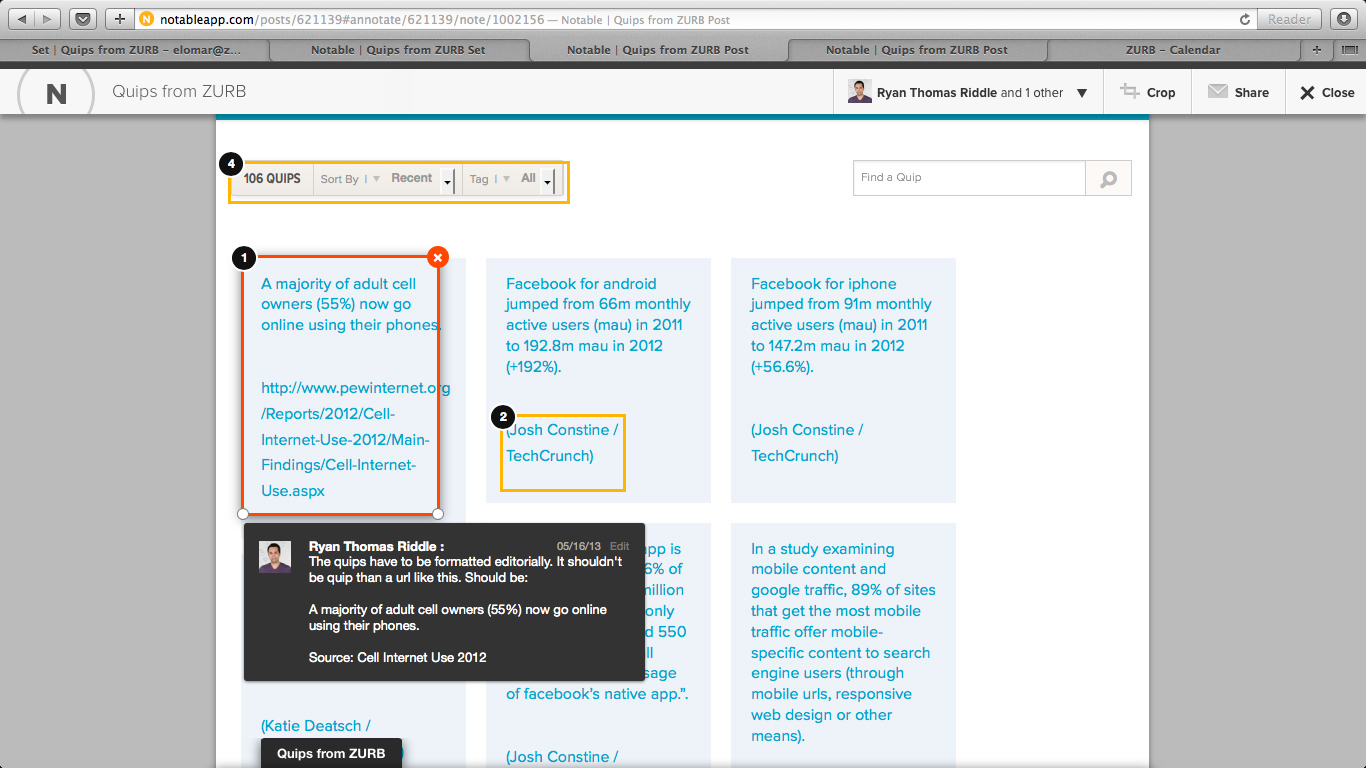 notableapp.com/posts/621139#annotate/621139/note/1002156 — Notable | Quips from ZURB Post
Reader
Set | Quips from ZURB – elomar@z...
Notable | Quips from ZURB Set
Notable | Quips from ZURB Post
Notable | Quips from ZURB Post
ZURB – Calendar
N
Quips from ZURB
Ryan Thomas Riddle and 1 other
Crop
Share
Close
4
106 QUIPS
Sort By
Recent
Tag
All
Find a Quip
1
A majority of adult cell
owners (55%) now go
online using their phones.
http://www.pewinternet.org
/Reports/2012/Cell-
Internet-Use-2012/Main-
Findings/Cell-Internet-
Use.aspx
Facebook for android
jumped from 66m monthly
active users (mau) in 2011
to 192.8m mau in 2012
(+192%).
2
(Josh Constine /
TechCrunch)
Facebook for iphone
jumped from 91m monthly
active users (mau) in 2011
to 147.2m mau in 2012
(+56.6%).
(Josh Constine /
TechCrunch)
Ryan Thomas Riddle :
05/16/13 Edit
The quips have to be formatted editorially. It shouldn't
be quip than a url like this. Should be:
A majority of adult cell owners (55%) now go online
using their phones.
Source: Cell Internet Use 2012
(Katie Deatsch /
app is
6% of
million
only
d 550
ll
sage
of facebook's native app.".
(Josh Constine /
In a study examining
mobile content and
google traffic, 89% of sites
that get the most mobile
traffic offer mobile-
specific content to search
engine users (through
mobile urls, responsive
web design or other
means).
Quips from ZURB